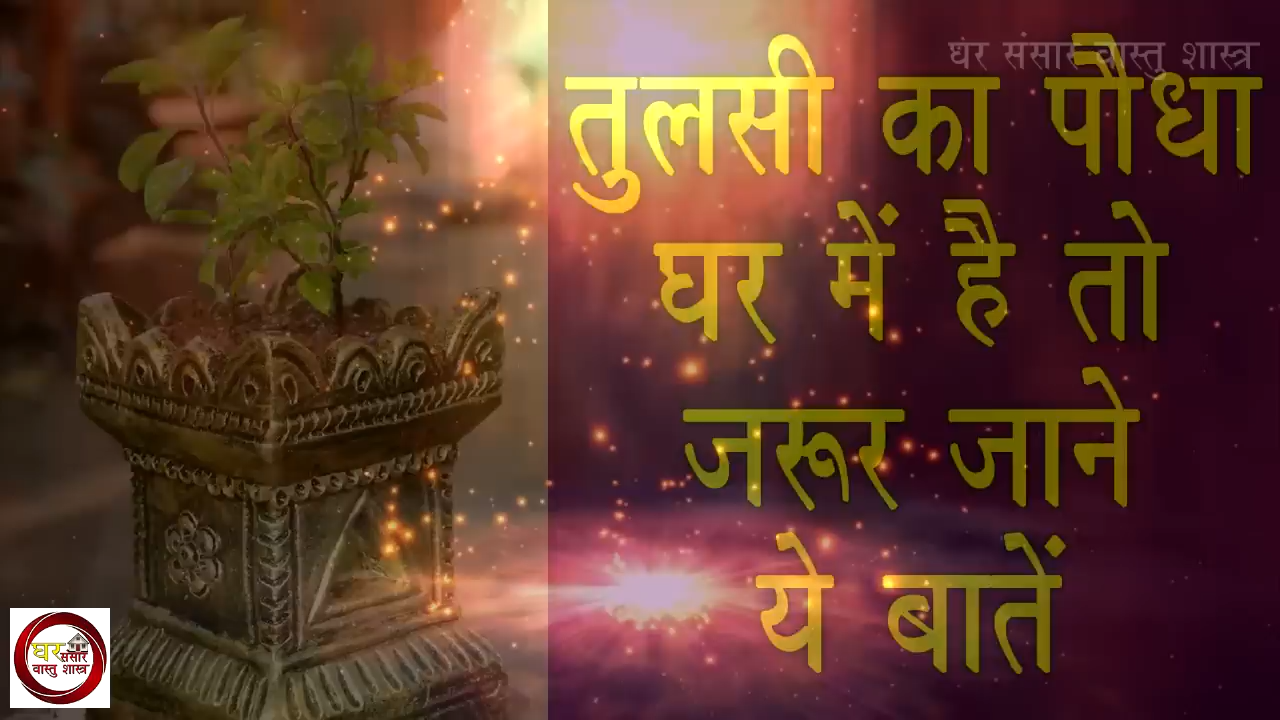 घर संसार वास्तु शास्त्र
तुलसी का पौधा
घर में है तो
जरूर जाने
ये बातें
घर
संसार
वास्तु शास्त्र